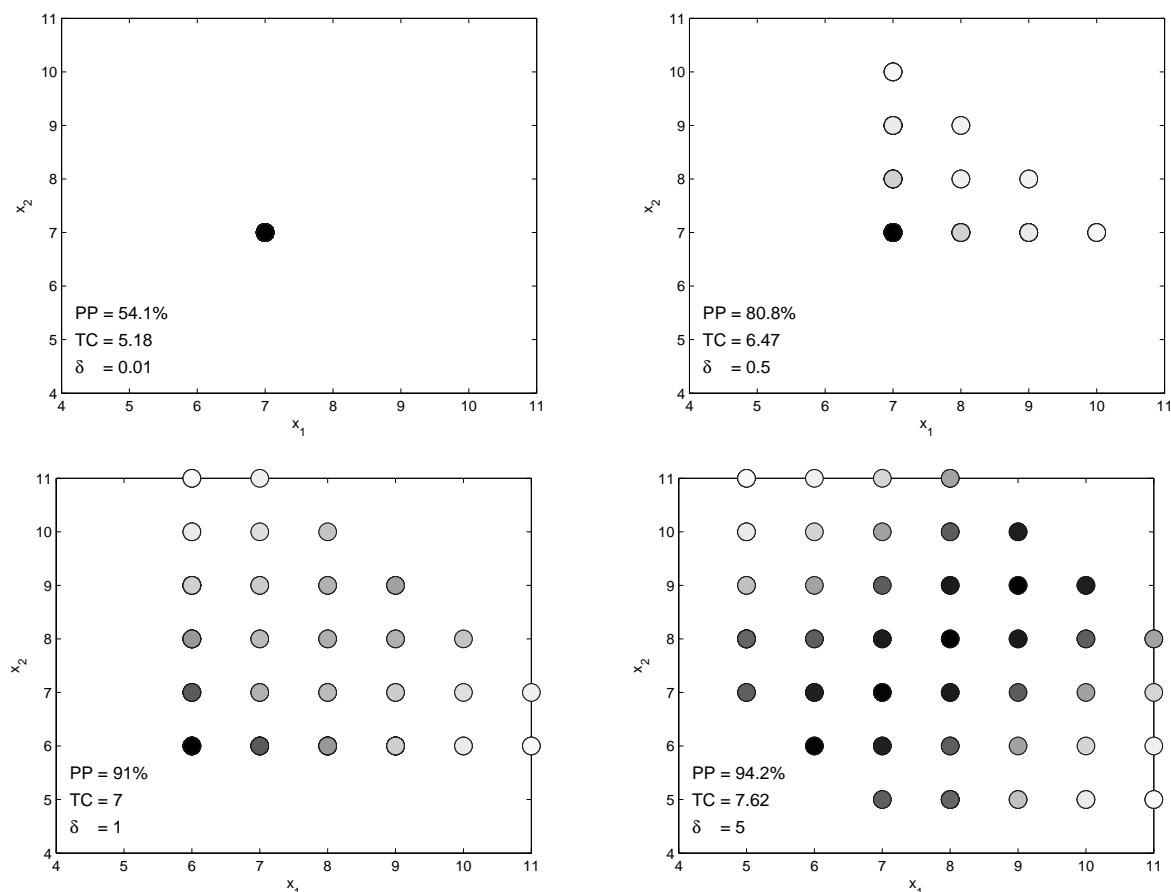 11
10
9
8
7
6
5
4
x2
PP = 54.1%
TC = 5.18
δ = 0.01
4 5 6 7 8 9 10 11
x1
11
10
9
8
7
6
5
4
x2
PP = 80.8%
TC = 6.47
δ = 0.5
4 5 6 7 8 9 10 11
x1
11
10
9
8
7
6
5
4
x2
PP = 91%
TC = 7
δ = 1
4 5 6 7 8 9 10 11
x1
11
10
9
8
7
6
5
4
x2
PP = 94.2%
TC = 7.62
δ = 5
4 5 6 7 8 9 10 11
x1